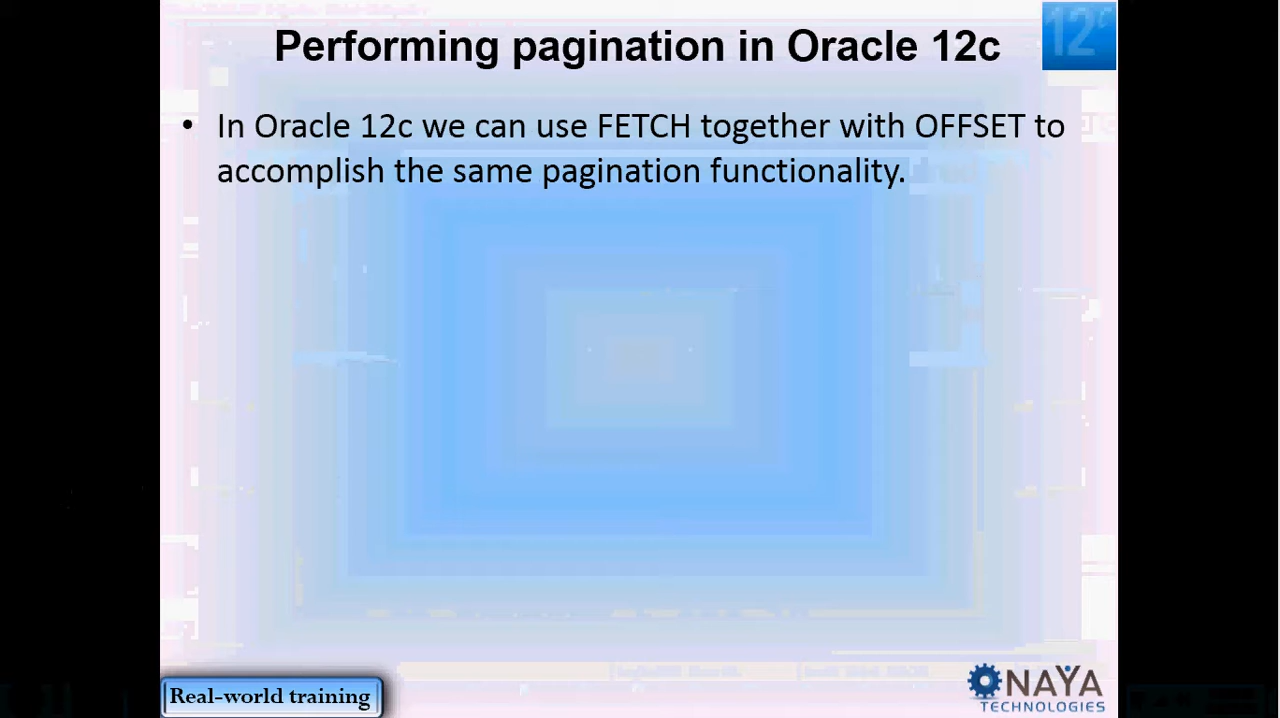 Performing pagination in Oracle 12c
12c
• In Oracle 12c we can use FETCH together with OFFSET to
accomplish the same pagination functionality.
Real-world training
NAYA
TECHNOLOGIES